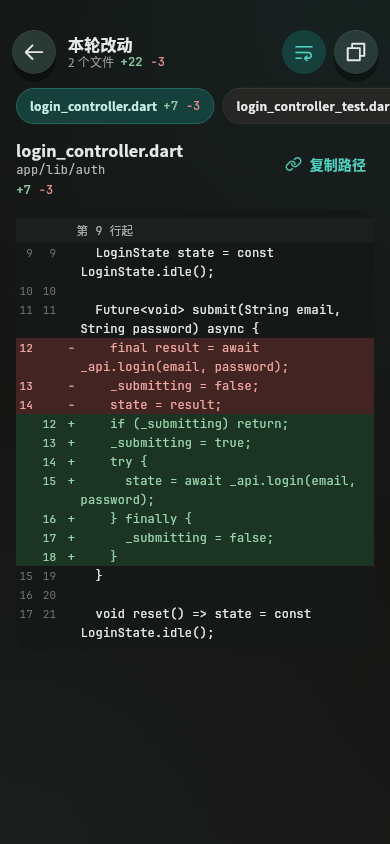 本轮改动
2 个文件 +22 -3
login_controller.dart +7 -3
login_controller_test.dar
login_controller.dart
app/lib/auth
+7 -3
复制路径
第 9 行起
9 9 LoginState state = const
LoginState.idle();
10 10
11 11 Future<void> submit(String email,
String password) async {
12 - final result = await
_api.login(email, password);
13 - _submitting = false;
14 - state = result;
12 + if (_submitting) return;
13 + _submitting = true;
14 + try {
15 + state = await _api.login(email,
password);
16 + } finally {
17 + _submitting = false;
18 + }
15 19 }
16 20
17 21 void reset() => state = const
LoginState.idle();